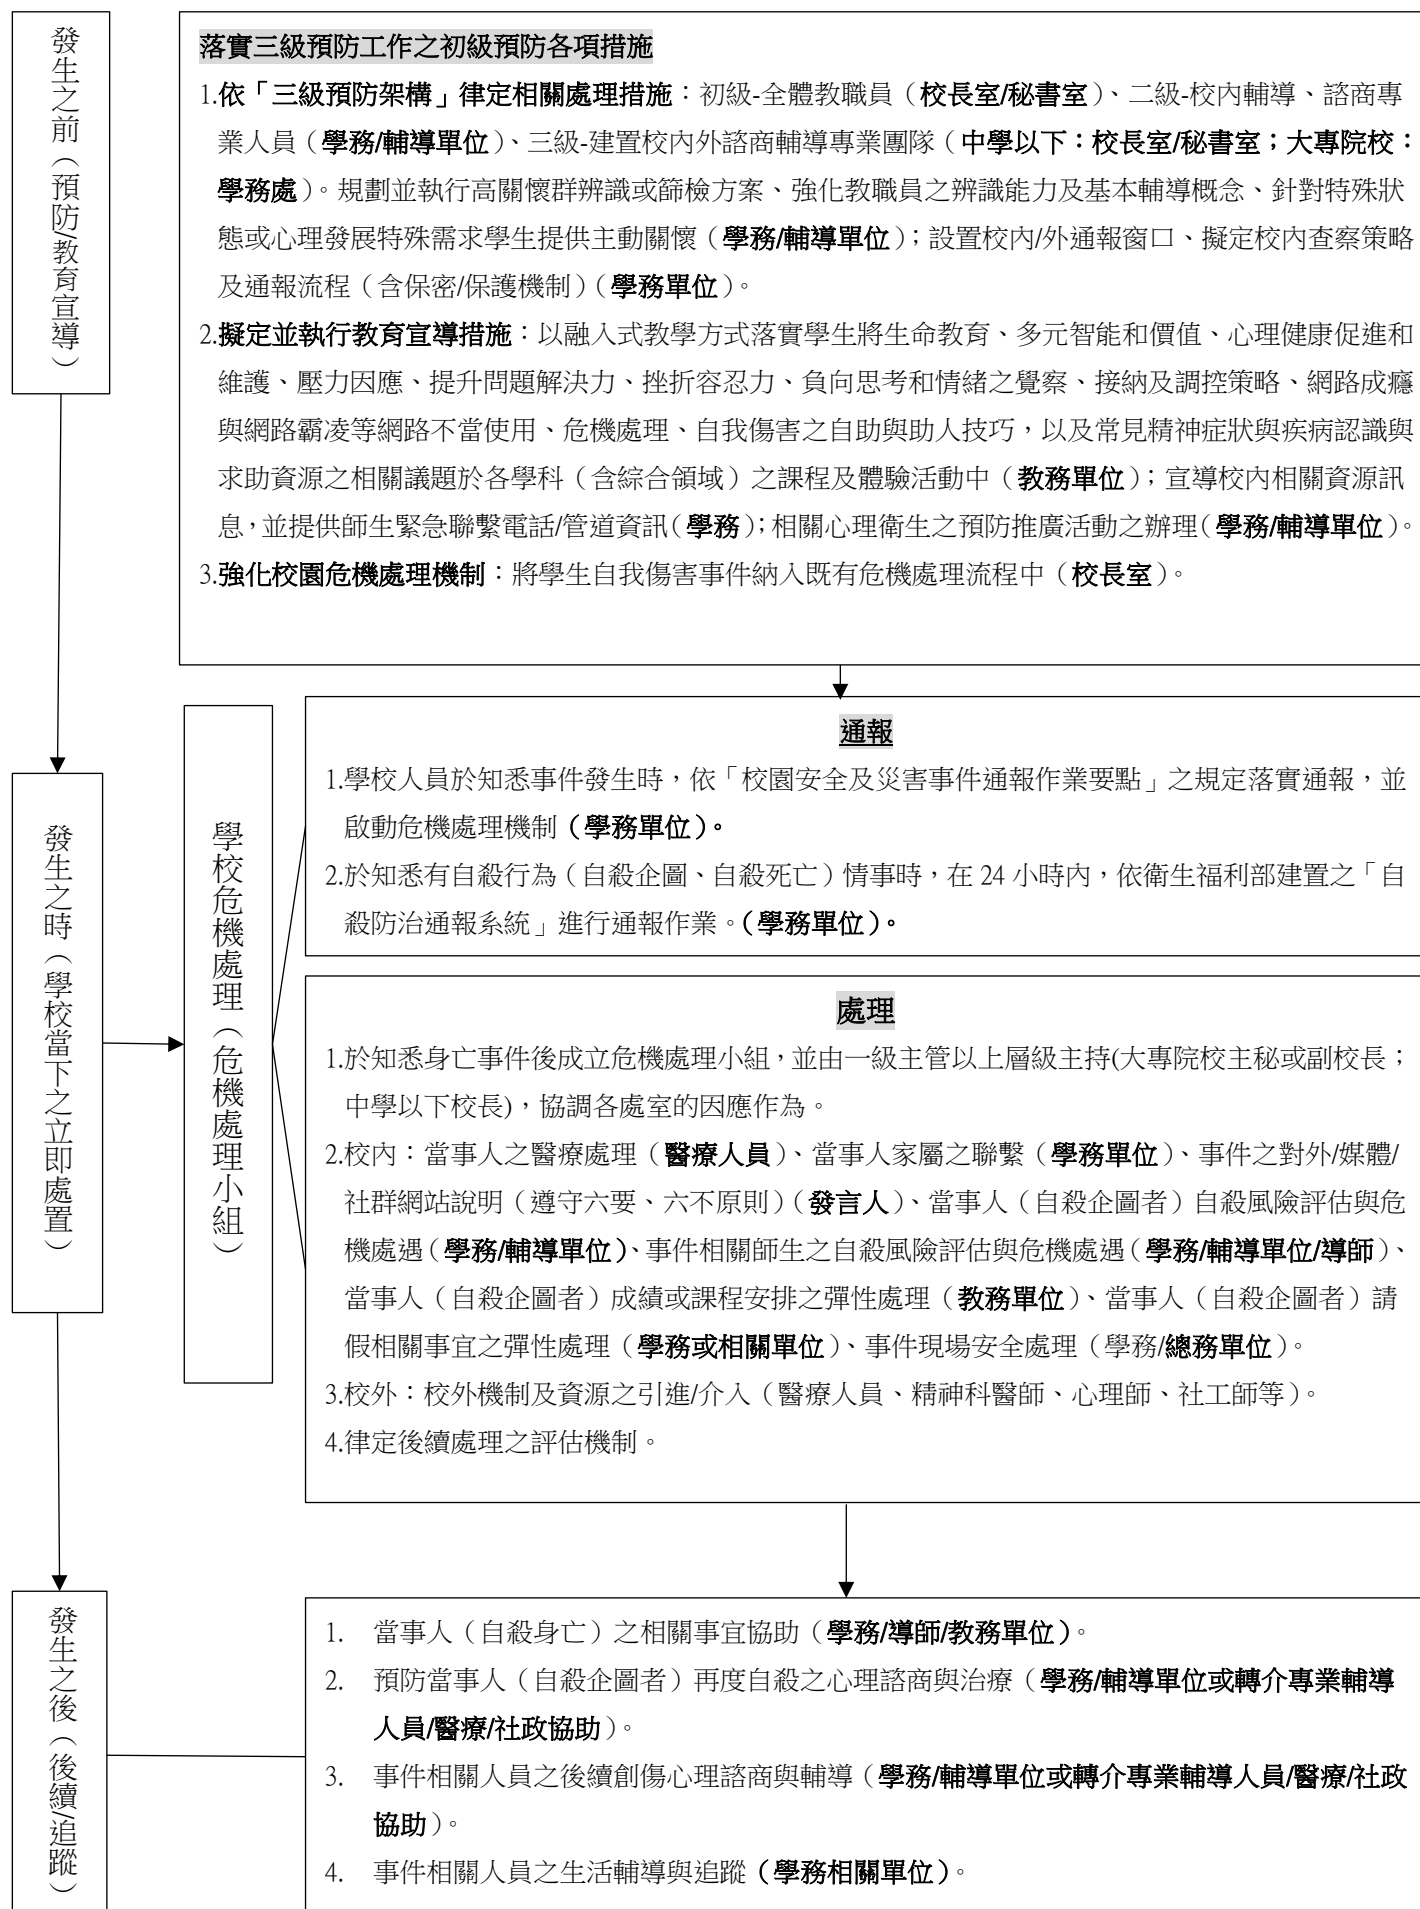 發生之前（預防/教育宣導）
落實三級預防工作之初級預防各項措施
1.依「三級預防架構」律定相關處理措施：初級-全體教職員（校長室/秘書室）、二級-校內輔導、諮商專
業人員（學務/輔導單位）、三級-建置校內外諮商輔導專業團隊（中學以下：校長室/秘書室；大專院校：
學務處）。規劃並執行高關懷群辨識或篩檢方案、強化教職員之辨識能力及基本輔導概念、針對特殊狀
態或心理發展特殊需求學生提供主動關懷（學務/輔導單位）；設置校內/外通報窗口、擬定校內查察策略
及通報流程（含保密/保護機制）（學務單位）。
2.擬定並執行教育宣導措施：以融入式教學方式落實學生將生命教育、多元智能和價值、心理健康促進和
維護、壓力因應、提升問題解決力、挫折容忍力、負向思考和情緒之覺察、接納及調控策略、網路成癮
與網路霸凌等網路不當使用、危機處理、自我傷害之自助與助人技巧，以及常見精神症狀與疾病認識與
求助資源之相關議題於各學科（含綜合領域）之課程及體驗活動中（教務單位）；宣導校內相關資源訊
息，並提供師生緊急聯繫電話/管道資訊（學務）；相關心理衛生之預防推廣活動之辦理（學務/輔導單位）。
3.強化校園危機處理機制：將學生自我傷害事件納入既有危機處理流程中（校長室）。
發生之時（學校當下之立即處置）
學校危機處理（危機處理小組）
通報
1.學校人員於知悉事件發生時，依「校園安全及災害事件通報作業要點」之規定落實通報，並
啟動危機處理機制（學務單位）。
2.於知悉有自殺行為（自殺企圖、自殺死亡）情事時，在 24 小時內，依衛生福利部建置之「自
殺防治通報系統」進行通報作業。（學務單位）。
處理
1.於知悉身亡事件後成立危機處理小組，並由一級主管以上層級主持(大專院校主秘或副校長；
中學以下校長)，協調各處室的因應作為。
2.校內：當事人之醫療處理（醫療人員）、當事人家屬之聯繫（學務單位）、事件之對外/媒體/
社群網站說明（遵守六要、六不原則）（發言人）、當事人（自殺企圖者）自殺風險評估與危
機處遇（學務/輔導單位）、事件相關師生之自殺風險評估與危機處遇（學務/輔導單位/導師）、
當事人（自殺企圖者）成績或課程安排之彈性處理（教務單位）、當事人（自殺企圖者）請
假相關事宜之彈性處理（學務或相關單位）、事件現場安全處理（學務/總務單位）。
3.校外：校外機制及資源之引進/介入（醫療人員、精神科醫師、心理師、社工師等）。
4.律定後續處理之評估機制。
發生之後（後續/追蹤）
1. 當事人（自殺身亡）之相關事宜協助（學務/導師/教務單位）。
2. 預防當事人（自殺企圖者）再度自殺之心理諮商與治療（學務/輔導單位或轉介專業輔導
人員/醫療/社政協助）。
3. 事件相關人員之後續創傷心理諮商與輔導（學務/輔導單位或轉介專業輔導人員/醫療/社政
協助）。
4. 事件相關人員之生活輔導與追蹤（學務相關單位）。